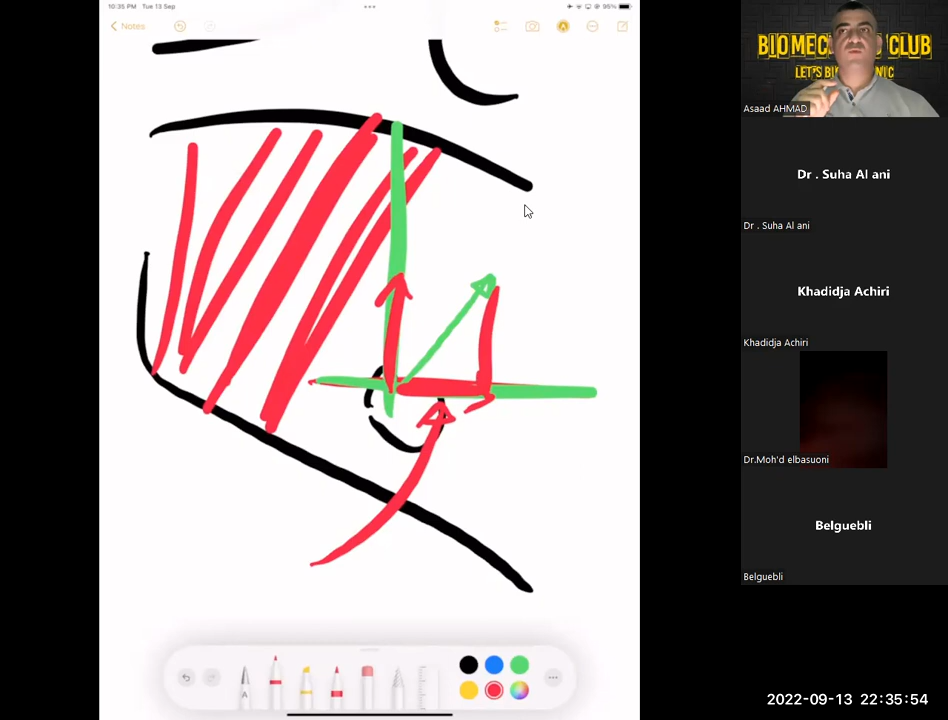 10:35 PM Tue 13 Sep
96%
Notes
BIOMEC CLUB
LET'S BI NIC
Asaad AHMAD
Dr . Suha Al ani
Dr . Suha Al ani
Khadidja Achiri
Khadidja Achiri
Dr.Moh'd elbasuoni
Belguebli
Belguebli
A
2022-09-13 22:35:54